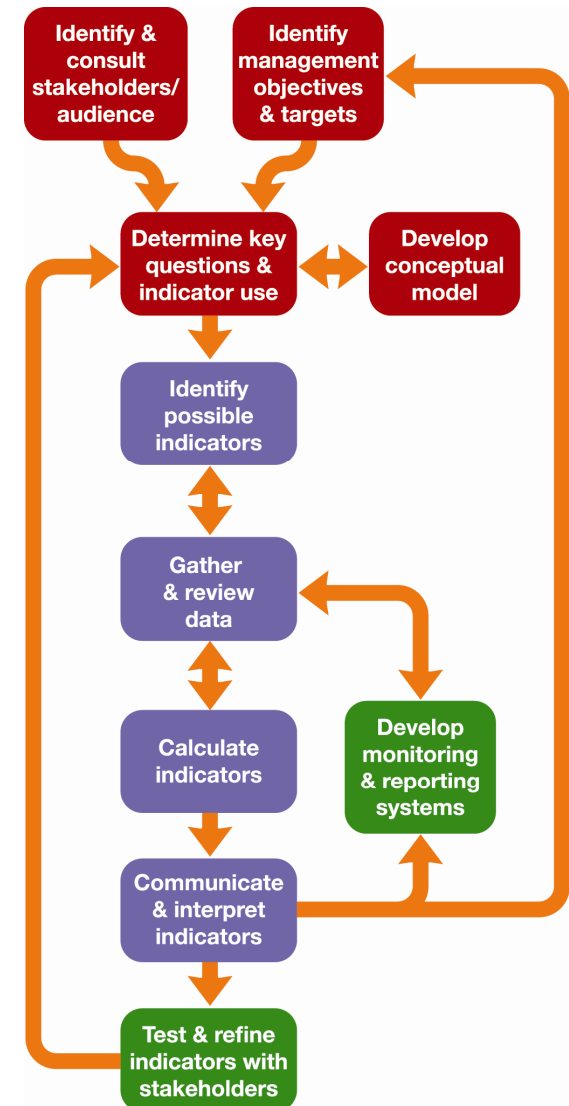 Identify &
consult
stakeholders/
audience
Identify
management
objectives
& targets
Determine key
questions &
indicator use
Develop
conceptual
model
Identify
possible
indicators
Gather
& review
data
Calculate
indicators
Develop
monitoring
& reporting
systems
Communicate
& interpret
indicators
Test & refine
indicators with
stakeholders